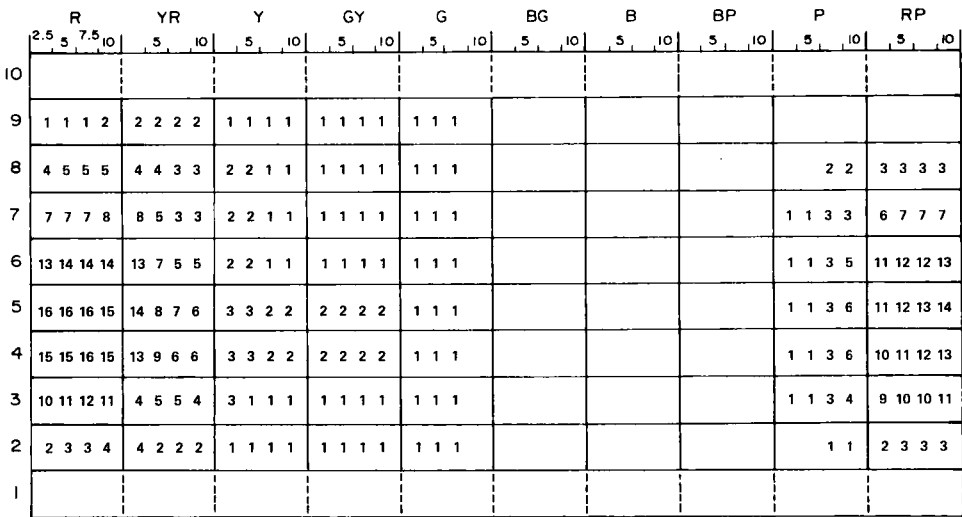 R YR Y GY G BG B BP P RP
2.5 5 7.5 10 5 10 5 10 5 10 5 10 5 10 5 10 5 10 5 10 5 10
10
9 1 1 1 2 2 2 2 2 1 1 1 1 1 1 1 1 1 1 1
8 4 5 5 5 4 4 3 3 2 2 1 1 1 1 1 1 1 1 1 2 2 3 3 3 3
7 7 7 7 8 8 5 3 3 2 2 1 1 1 1 1 1 1 1 1 1 1 3 3 6 7 7 7
6 13 14 14 14 13 7 5 5 2 2 1 1 1 1 1 1 1 1 1 1 1 3 5 11 12 12 13
5 16 16 16 15 14 8 7 6 3 3 2 2 2 2 2 2 1 1 1 1 1 3 6 11 12 13 14
4 15 15 16 15 13 9 6 6 3 3 2 2 2 2 2 2 1 1 1 1 1 3 6 10 11 12 13
3 10 11 12 11 4 5 5 4 3 1 1 1 1 1 1 1 1 1 1 1 1 3 4 9 10 10 11
2 2 3 3 4 4 2 2 2 1 1 1 1 1 1 1 1 1 1 1 1 1 2 3 3 3
1